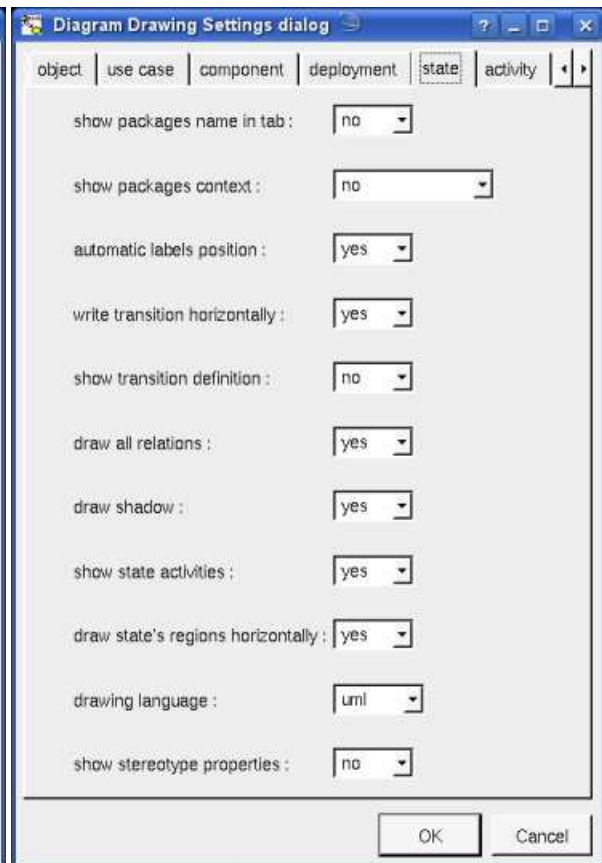 Diagram Drawing Settings dialog ?
object use case component deployment state activity
show packages name in tab : no
show packages context : no
automatic labels position : yes
write transition horizontally : yes
show transition definition : no
draw all relations : yes
draw shadow : yes
show state activities : yes
draw state's regions horizontally : yes
drawing language : uml
show stereotype properties : no
OK Cancel